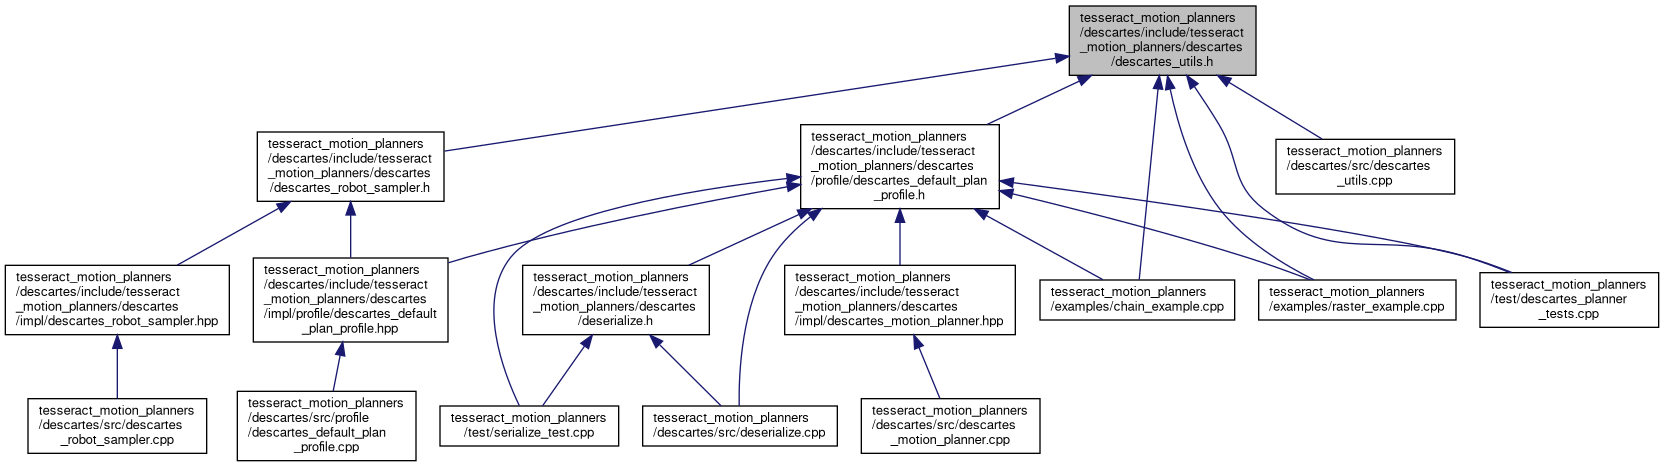 tesseract_motion_planners
/descartes/include/tesseract
_motion_planners/descartes
/descartes_utils.h
tesseract_motion_planners
/descartes/include/tesseract
_motion_planners/descartes
/descartes_robot_sampler.h
tesseract_motion_planners
/descartes/include/tesseract
_motion_planners/descartes
/profile/descartes_default_plan
_profile.h
tesseract_motion_planners
/descartes/src/descartes
_utils.cpp
tesseract_motion_planners
/descartes/include/tesseract
_motion_planners/descartes
/impl/descartes_robot_sampler.hpp
tesseract_motion_planners
/descartes/include/tesseract
_motion_planners/descartes
/impl/profile/descartes_default
_plan_profile.hpp
tesseract_motion_planners
/descartes/include/tesseract
_motion_planners/descartes
/deserialize.h
tesseract_motion_planners
/descartes/include/tesseract
_motion_planners/descartes
/impl/descartes_motion_planner.hpp
tesseract_motion_planners
/examples/chain_example.cpp
tesseract_motion_planners
/examples/raster_example.cpp
tesseract_motion_planners
/test/descartes_planner
_tests.cpp
tesseract_motion_planners
/descartes/src/descartes
_robot_sampler.cpp
tesseract_motion_planners
/descartes/src/profile
/descartes_default_plan
_profile.cpp
tesseract_motion_planners
/test/serialize_test.cpp
tesseract_motion_planners
/descartes/src/deserialize.cpp
tesseract_motion_planners
/descartes/src/descartes
_motion_planner.cpp